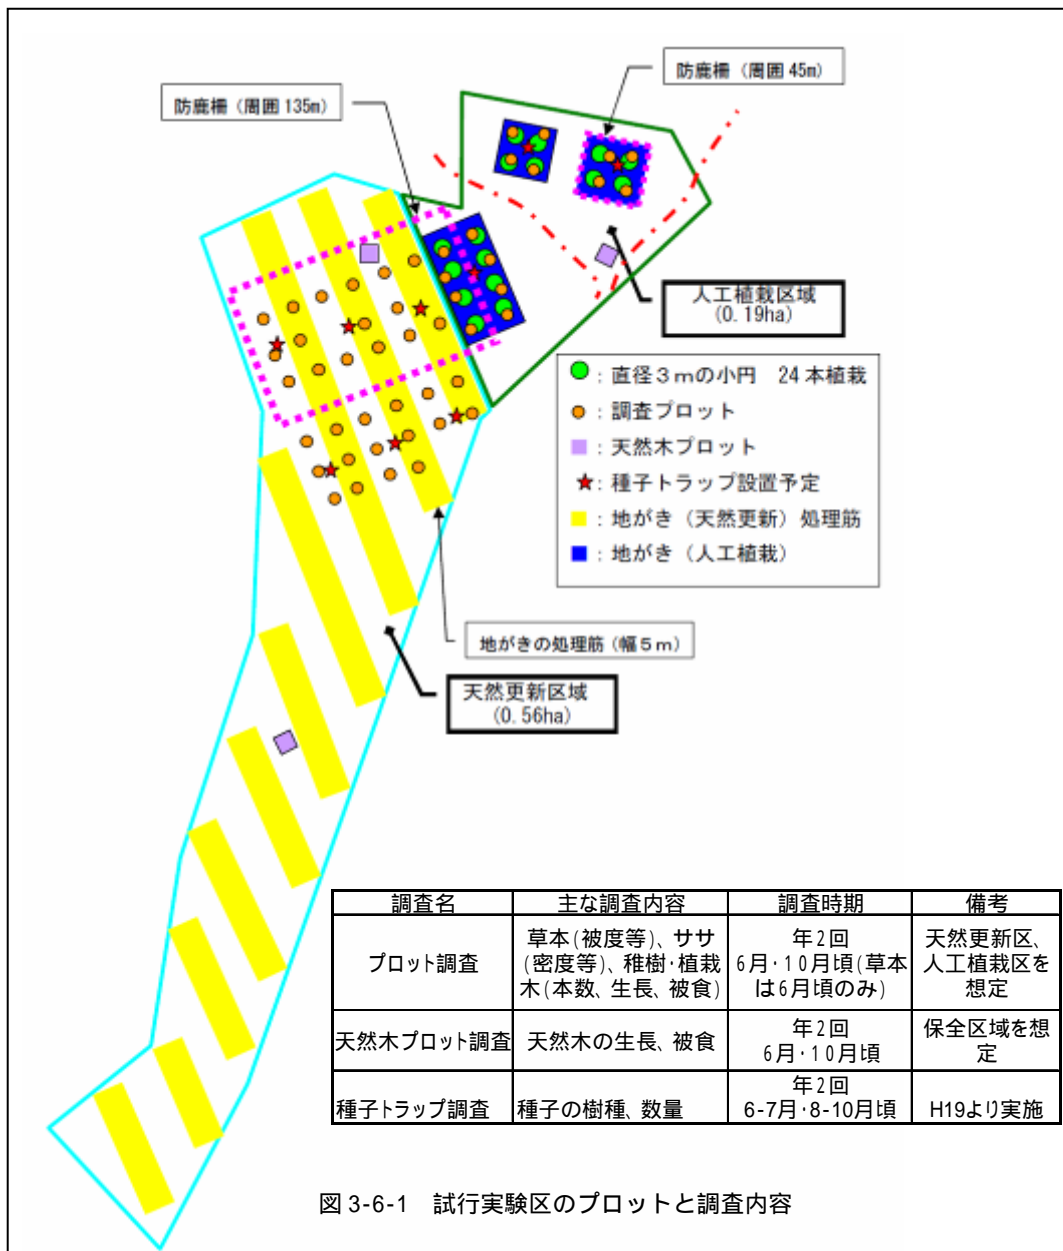 防鹿柵（周囲 45m）
防鹿柵（周囲 135m）
人工植栽区域
(0.19ha)
：直径３ｍの小円　24 本植栽
：調査プロット
：天然木プロット
：種子トラップ設置予定
：地がき（天然更新）処理筋
：地がき（人工植栽）
地がきの処理筋（幅５ｍ）
天然更新区域
(0.56ha)
調査名 主な調査内容 調査時期 備考
プロット調査
草本(被度等)、ササ
(密度等)、稚樹・植栽
木(本数、生長、被食)
年2回
6月・10月頃(草本
は6月頃のみ)
天然更新区、
人工植栽区を
想定
天然木プロット調査
天然木の生長、被食
年2回
6月・10月頃
保全区域を想
定
種子トラップ調査
種子の樹種、数量
年2回
6-7月・8-10月頃
H19より実施
図 3-6-1　試行実験区のプロットと調査内容